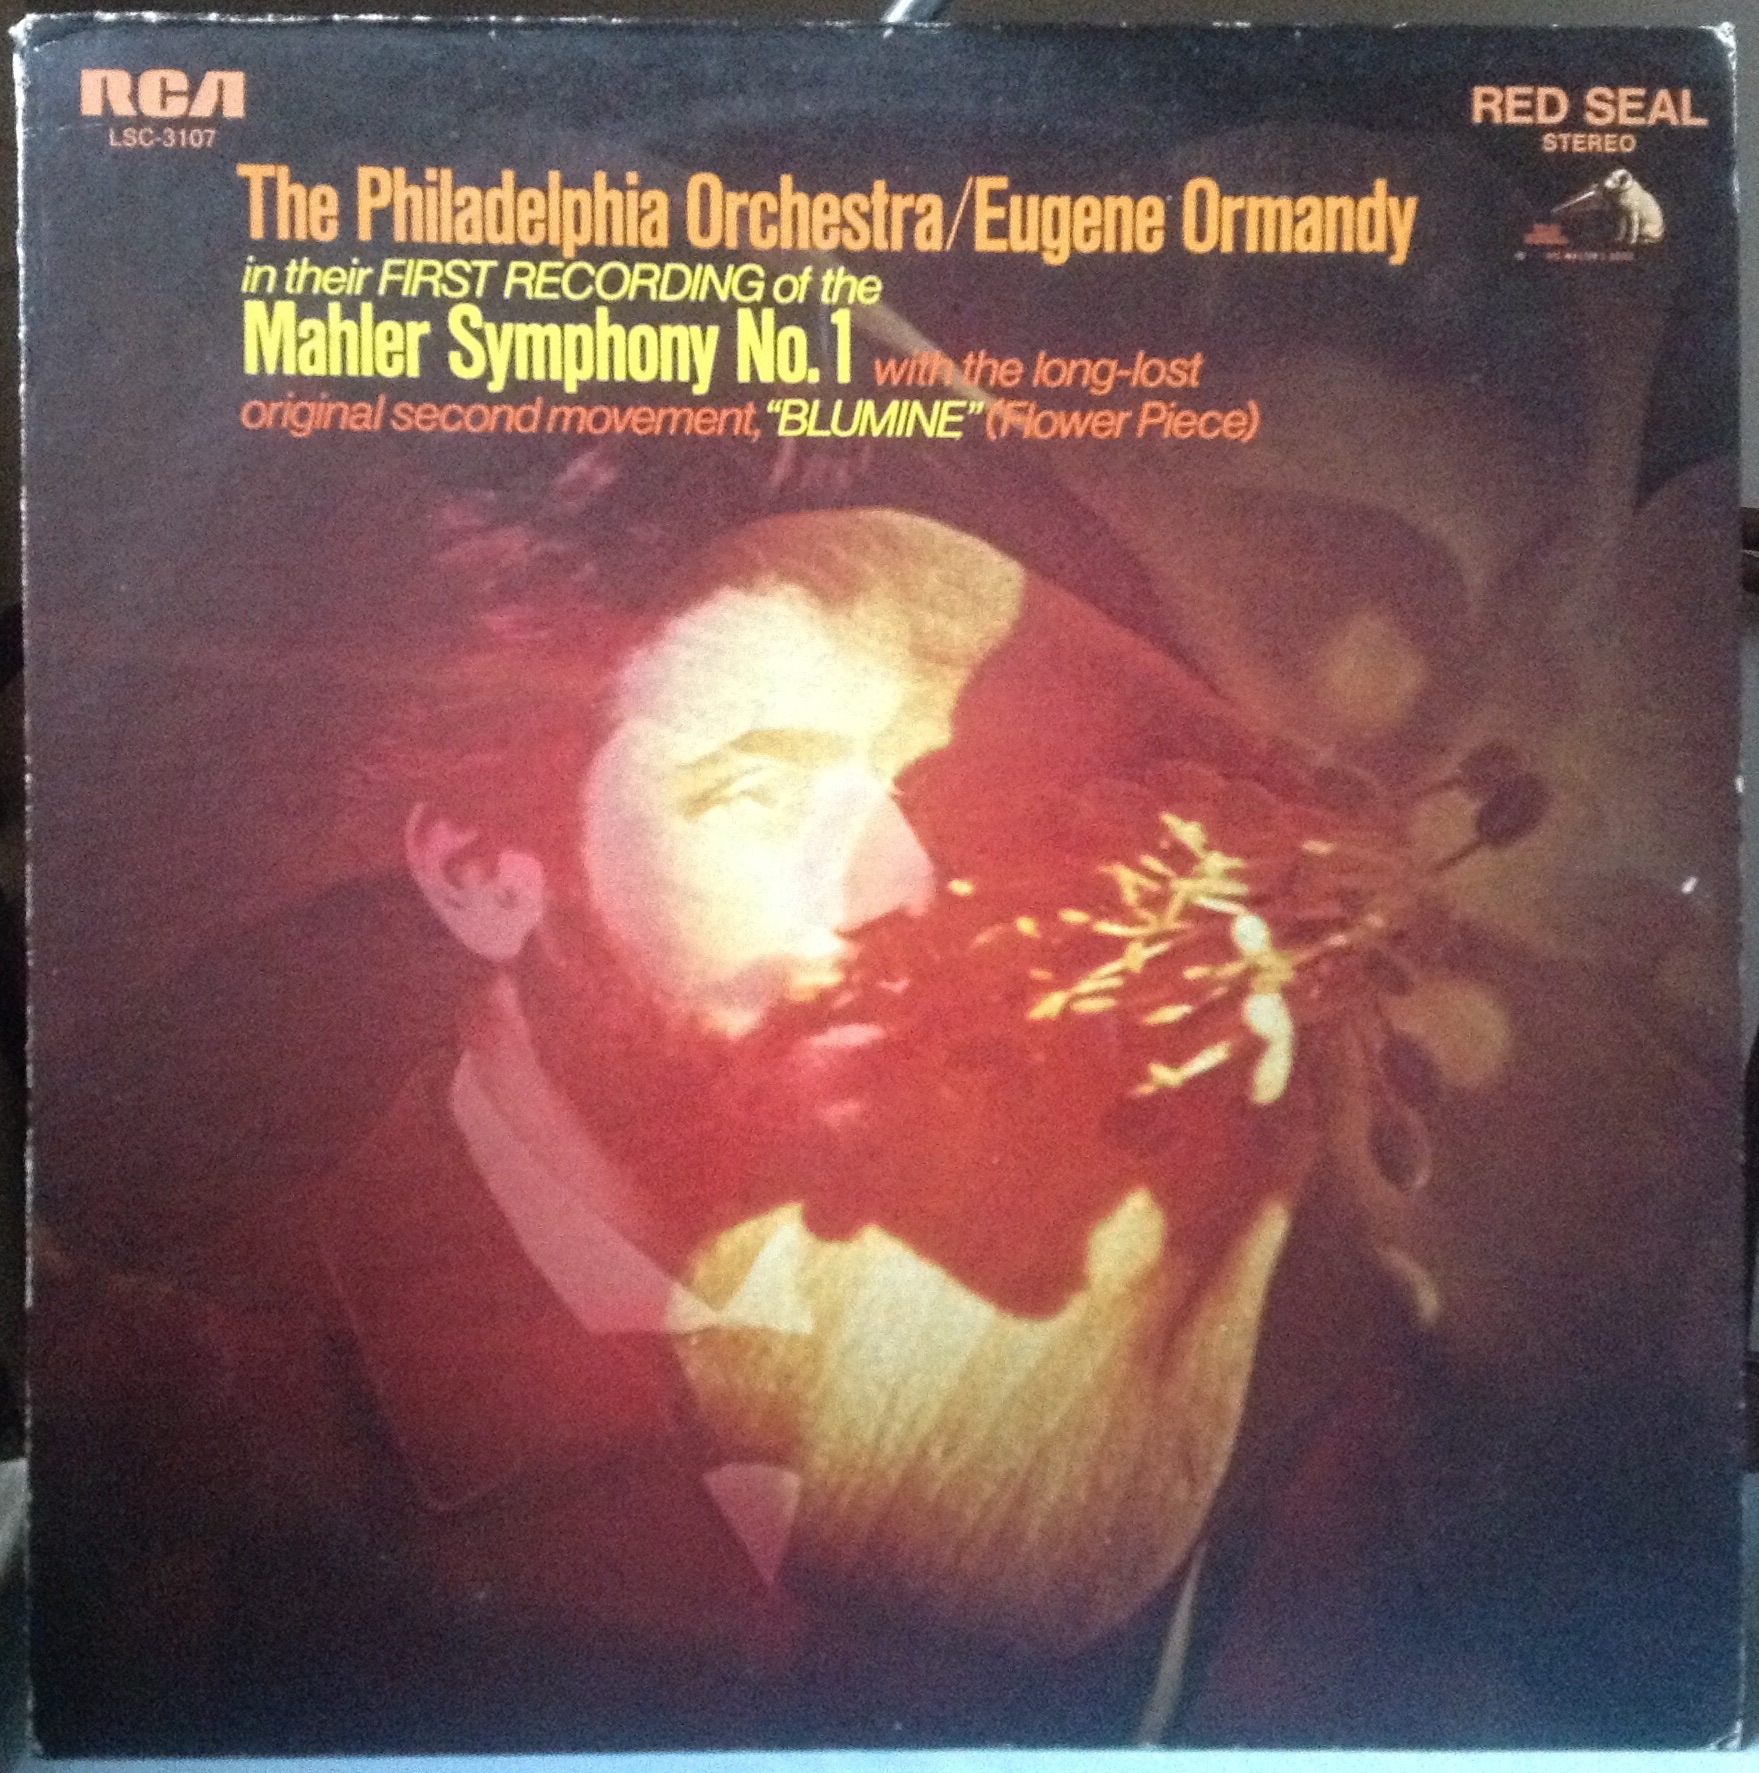 RCA
LSC-3107
RED SEAL
STEREO
The Philadelphia Orchestra/Eugene Ormandy
in their FIRST RECORDING of the
Mahler Symphony No.1 with the long-lost
original second movement, “BLUMINE” (Flower Piece)